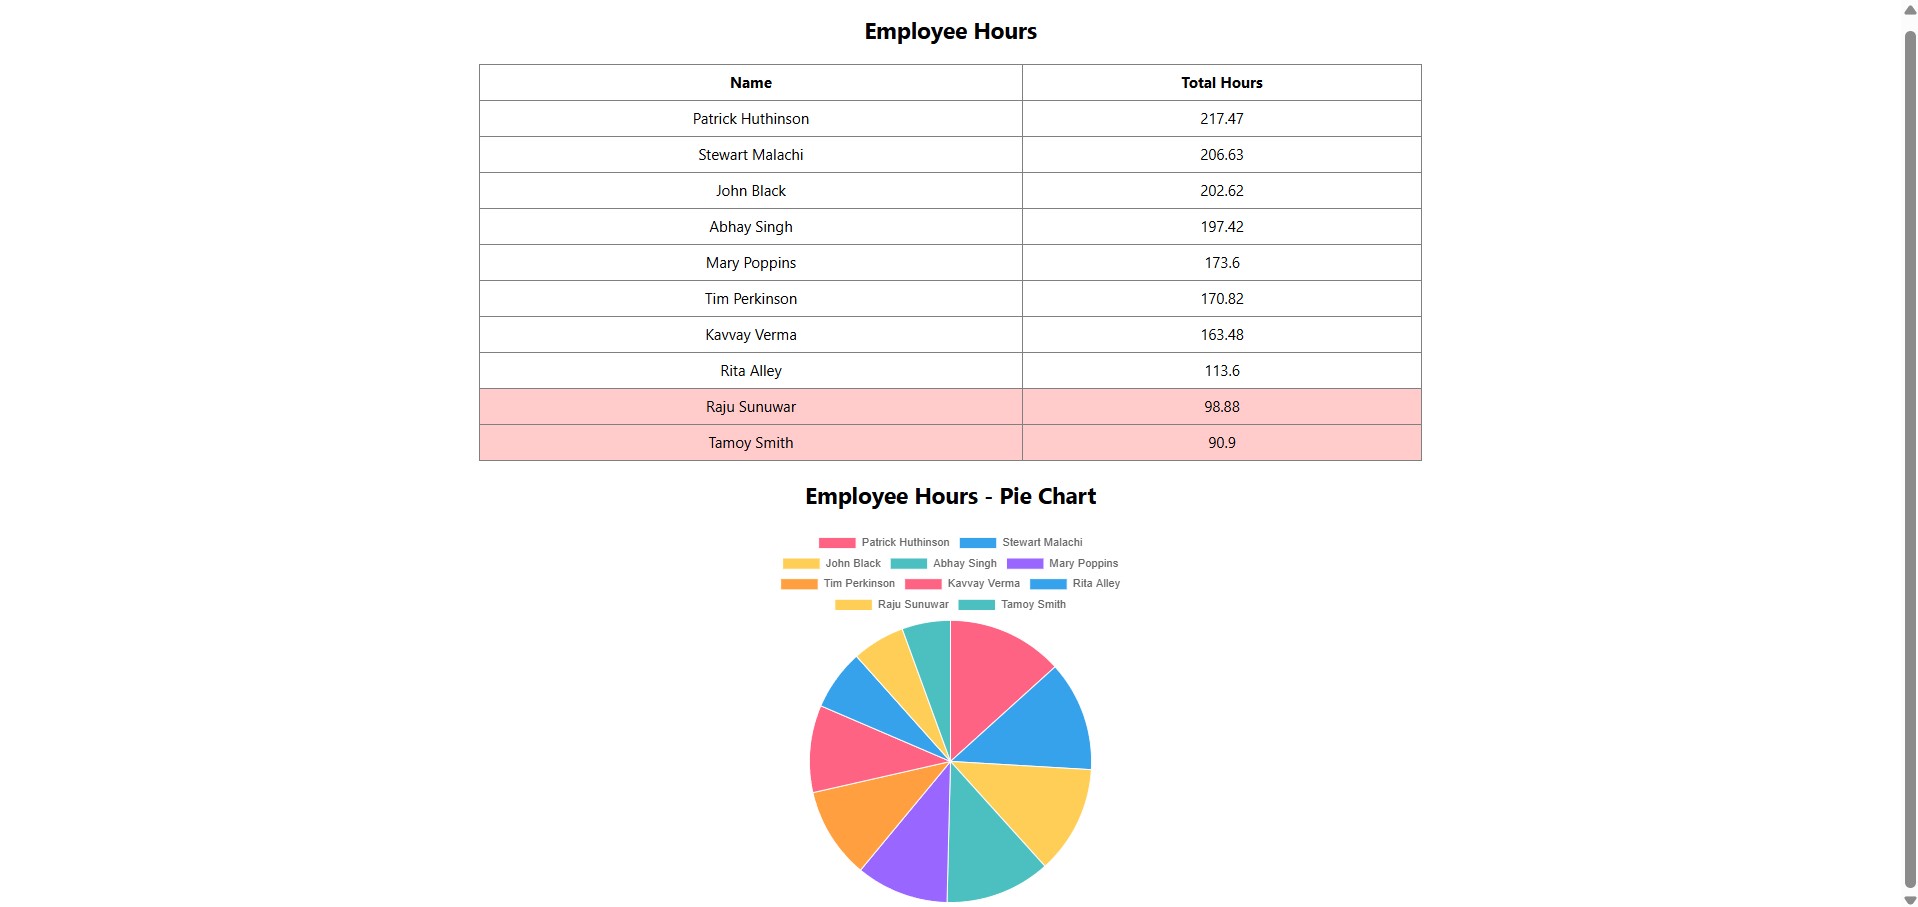 Employee Hours
Name Total Hours
Patrick Huthinson 217.47
Stewart Malachi 206.63
John Black 202.62
Abhay Singh 197.42
Mary Poppins 173.6
Tim Perkinson 170.82
Kavvay Verma 163.48
Rita Alley 113.6
Raju Sunuwar 98.88
Tamoy Smith 90.9
Employee Hours - Pie Chart
Patrick Huthinson Stewart Malachi
John Black Abhay Singh Mary Poppins
Tim Perkinson Kavvay Verma Rita Alley
Raju Sunuwar Tamoy Smith